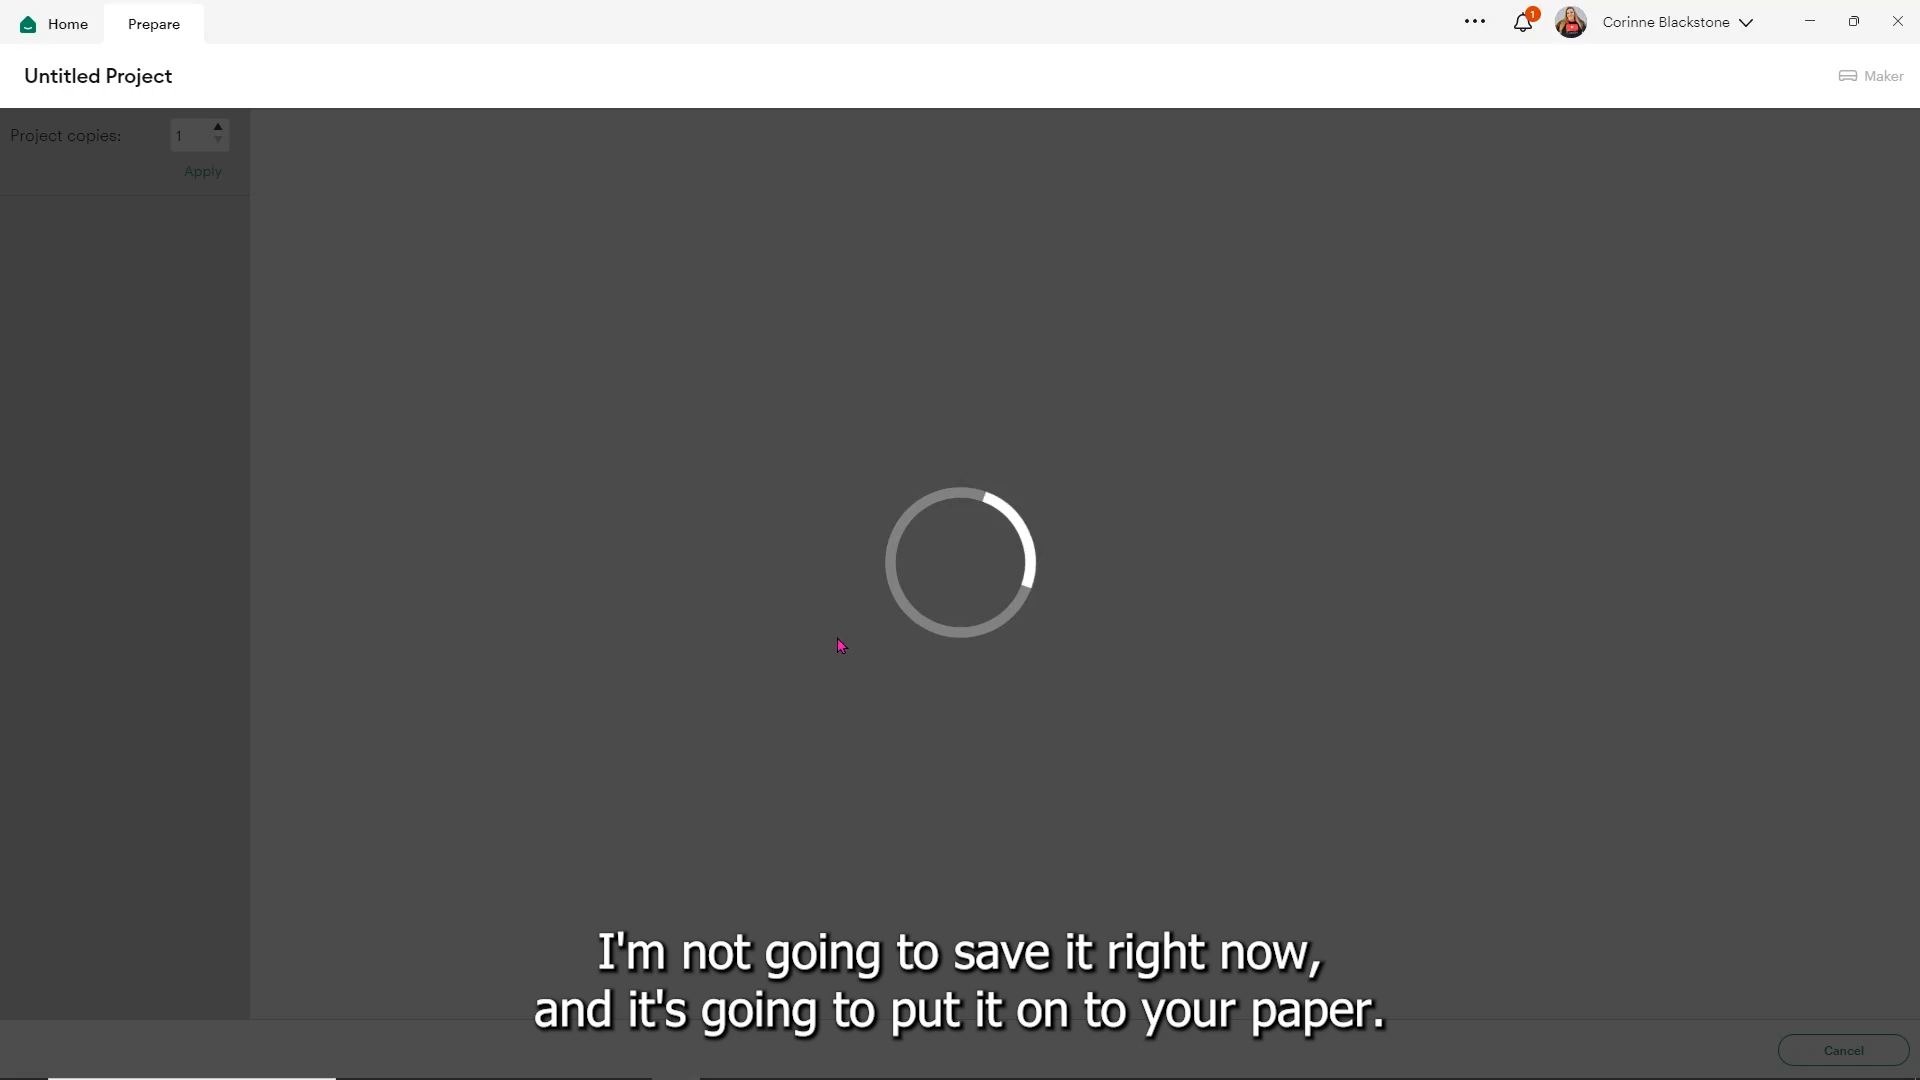 Home
Prepare
1
Corinne Blackstone
Untitled Project
Maker
Project copies:
1
Apply
I'm not going to save it right now,
and it's going to put it on to your paper.
Cancel